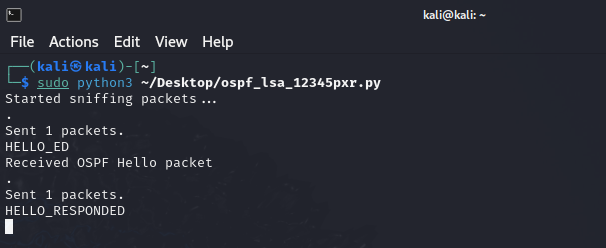 kali@kali: ~
File Actions Edit View Help
┌──(kali㉿kali)-[~]
└─$ sudo python3 ~/Desktop/ospf_lsa_12345pxr.py
Started sniffing packets...
.
Sent 1 packets.
HELLO_ED
Received OSPF Hello packet
.
Sent 1 packets.
HELLO_RESPONDED